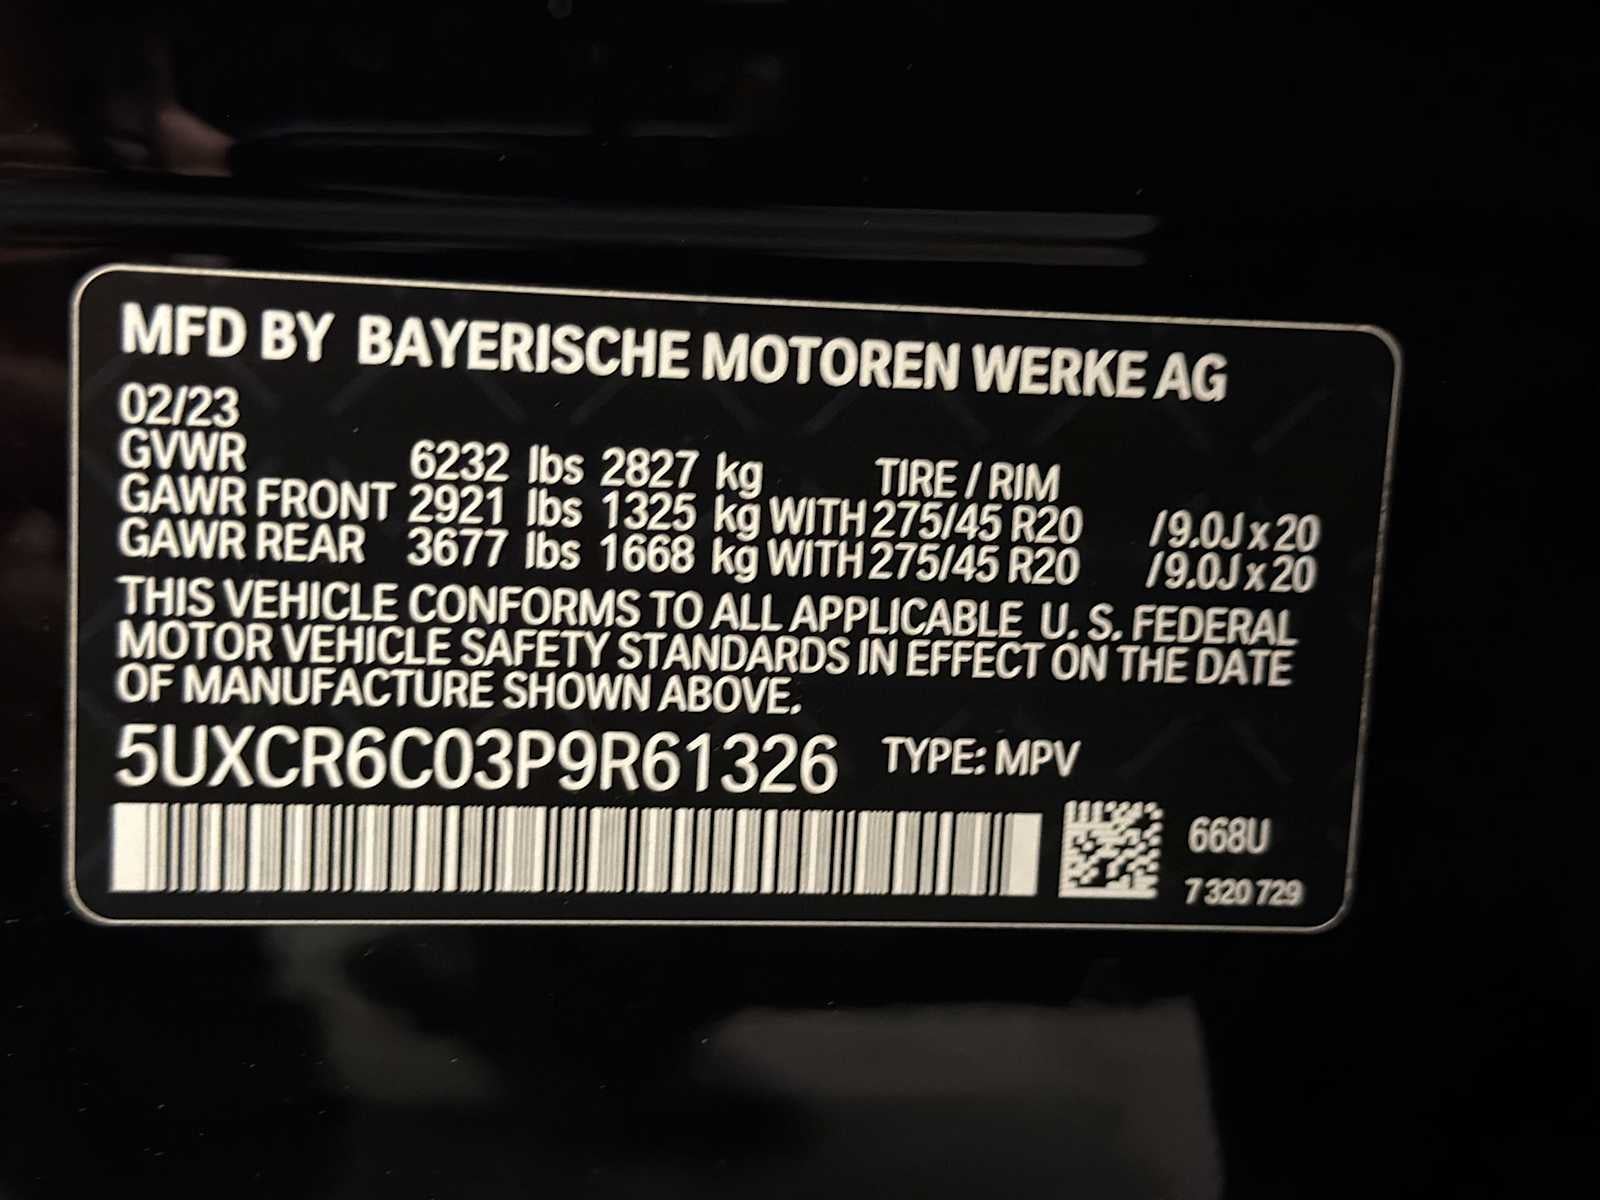 MFD BY BAYERISCHE MOTOREN WERKE AG
02/23
GVWR 6232 lbs 2827 kg TIRE / RIM
GAWR FRONT 2921 lbs 1325 kg WITH 275/45 R20 /9.0J x 20
GAWR REAR 3677 lbs 1668 kg WITH 275/45 R20 /9.0J x 20
THIS VEHICLE CONFORMS TO ALL APPLICABLE U. S. FEDERAL
MOTOR VEHICLE SAFETY STANDARDS IN EFFECT ON THE DATE
OF MANUFACTURE SHOWN ABOVE.
5UXCR6C03P9R61326 TYPE: MPV
668U
7 320 729